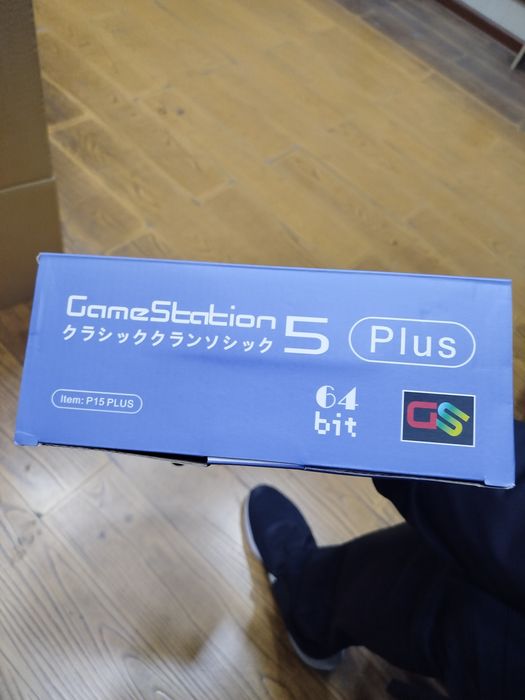 GameStation 5 Plus
クラシッククランソシック
Item: P15 PLUS
64
bit
GS